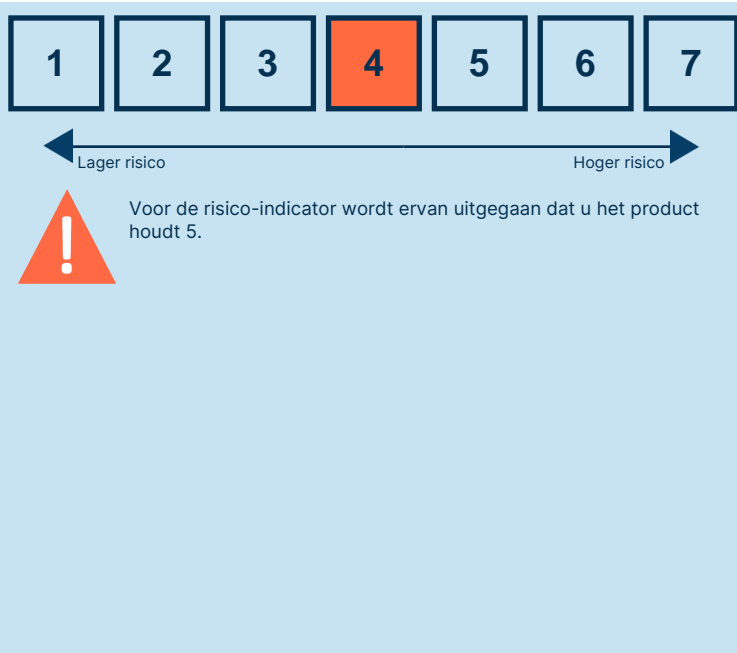 1 2 3 4 5 6 7
Lager risico Hoger risico
!
Voor de risico-indicator wordt ervan uitgegaan dat u het product
houdt 5.